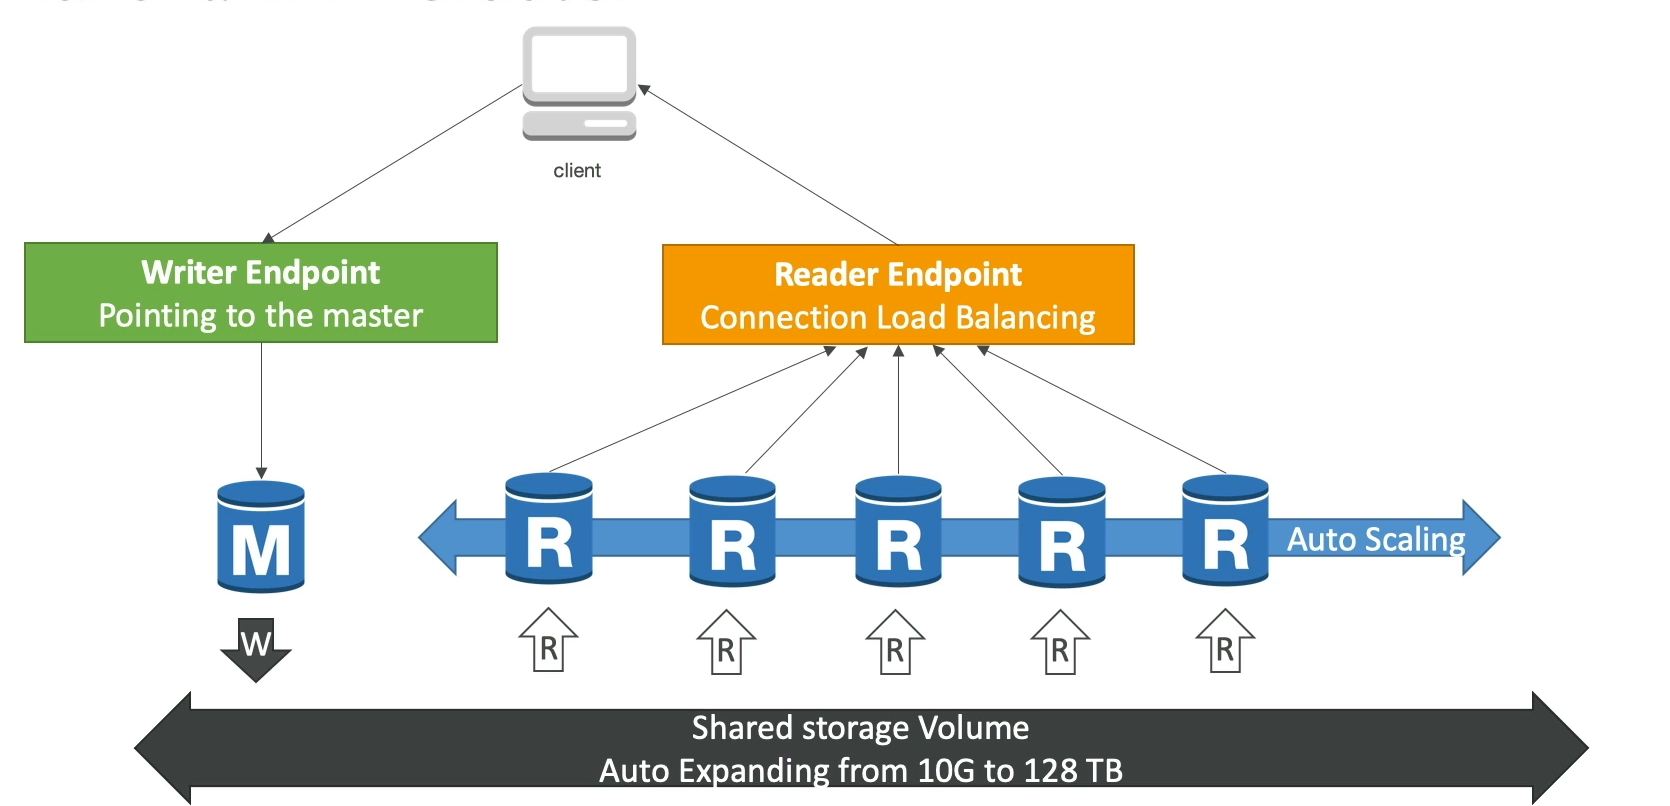 client
Writer Endpoint
Pointing to the master
Reader Endpoint
Connection Load Balancing
M
R
R
R
R
R
Auto Scaling
W
R
R
R
R
R
Shared storage Volume
Auto Expanding from 10G to 128 TB